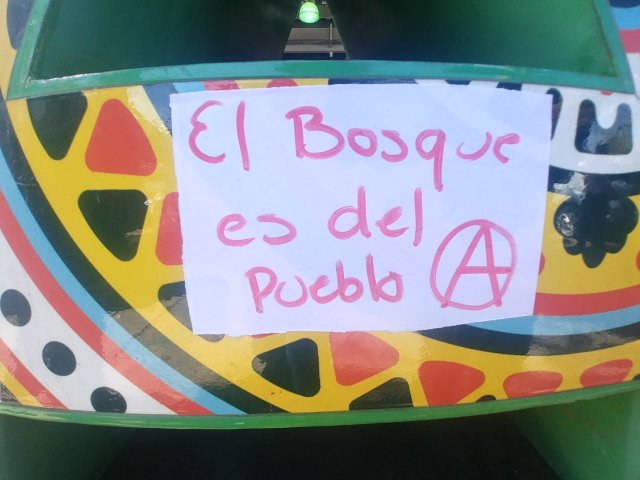 El Bosque
es del
Pueblo Ⓐ